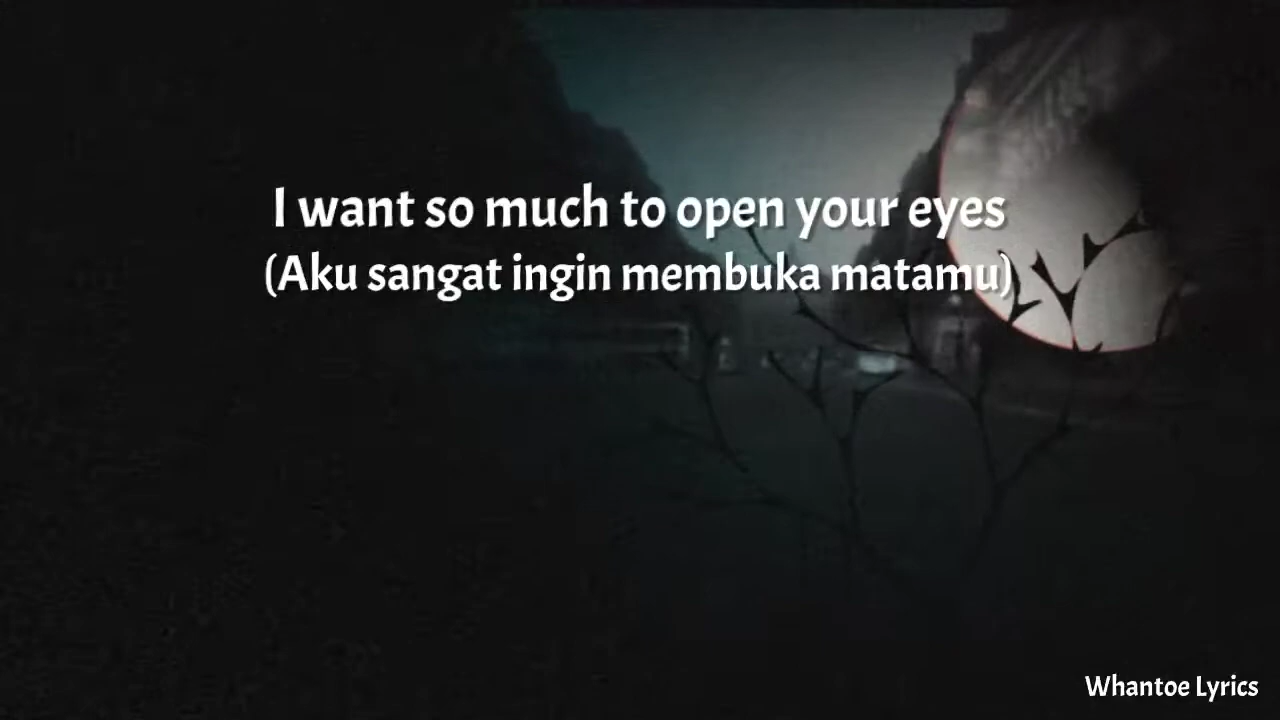 I want so much to open your eyes
(Aku sangat ingin membuka matamu)
Whantoe Lyrics